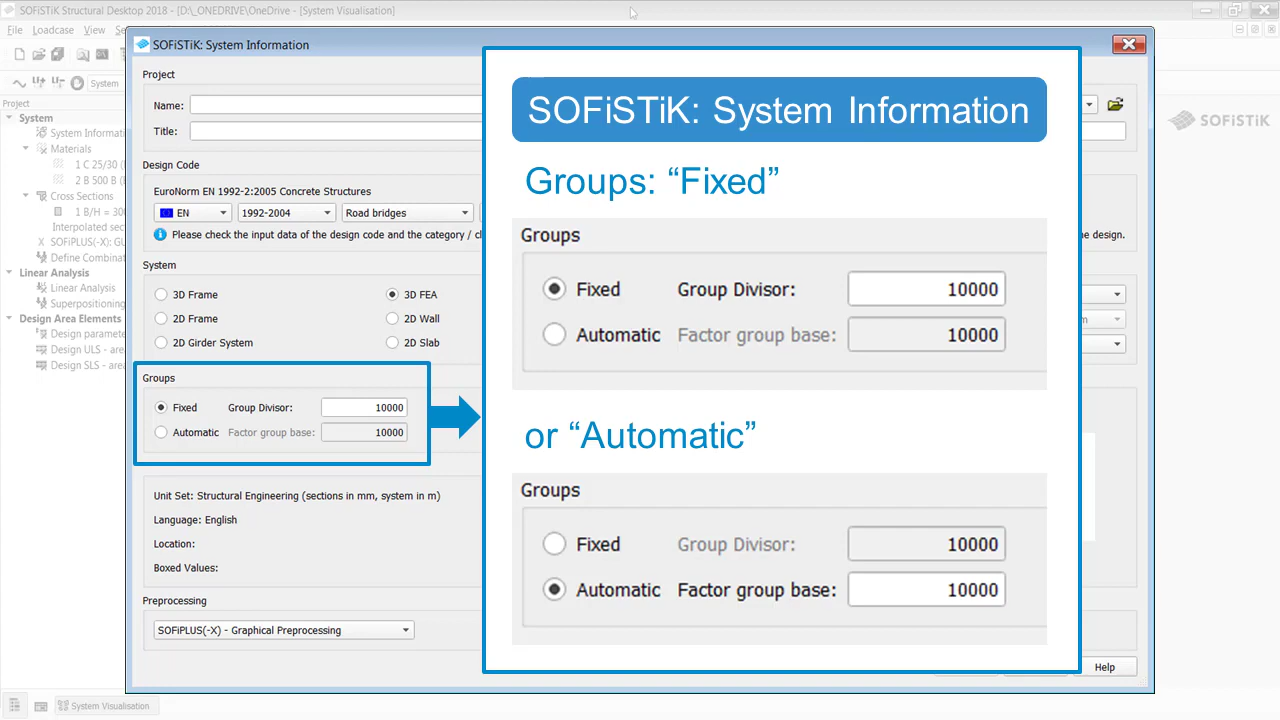 SOFiSTiK Structural Desktop 2018 - [D:\_ONEDRIVE\OneDrive - [System Visualisation]
File Loadcase View
System
Project
System
System Informati
Materials
1 C 25/30
2 B 500 B
Cross Sections
1 B/H = 300
Interpolated sec
SOFiPLUS(-X): GU
Define Combinat
Linear Analysis
Linear Analysis
Superpositioning
Design Area Elements
Design paramete
Design ULS - area
Design SLS - area
System Visualisation
SOFiSTiK
SOFiSTiK: System Information
Project
Name:
Title:
Design Code
EuroNorm EN 1992-2:2005 Concrete Structures
EN 1992-2004 Road bridges
Please check the input data of the design code and the category
he design.
System
3D Frame 3D FEA
2D Frame 2D Wall
2D Girder System 2D Slab
Groups
Fixed Group Divisor: 10000
Automatic Factor group base: 10000
Unit Set: Structural Engineering (sections in mm, system in m)
Language: English
Location:
Boxed Values:
Preprocessing
SOFiPLUS(-X) - Graphical Preprocessing
Help
SOFiSTiK: System Information
Groups: “Fixed”
Groups
Fixed Group Divisor: 10000
Automatic Factor group base: 10000
or “Automatic”
Groups
Fixed Group Divisor: 10000
Automatic Factor group base: 10000